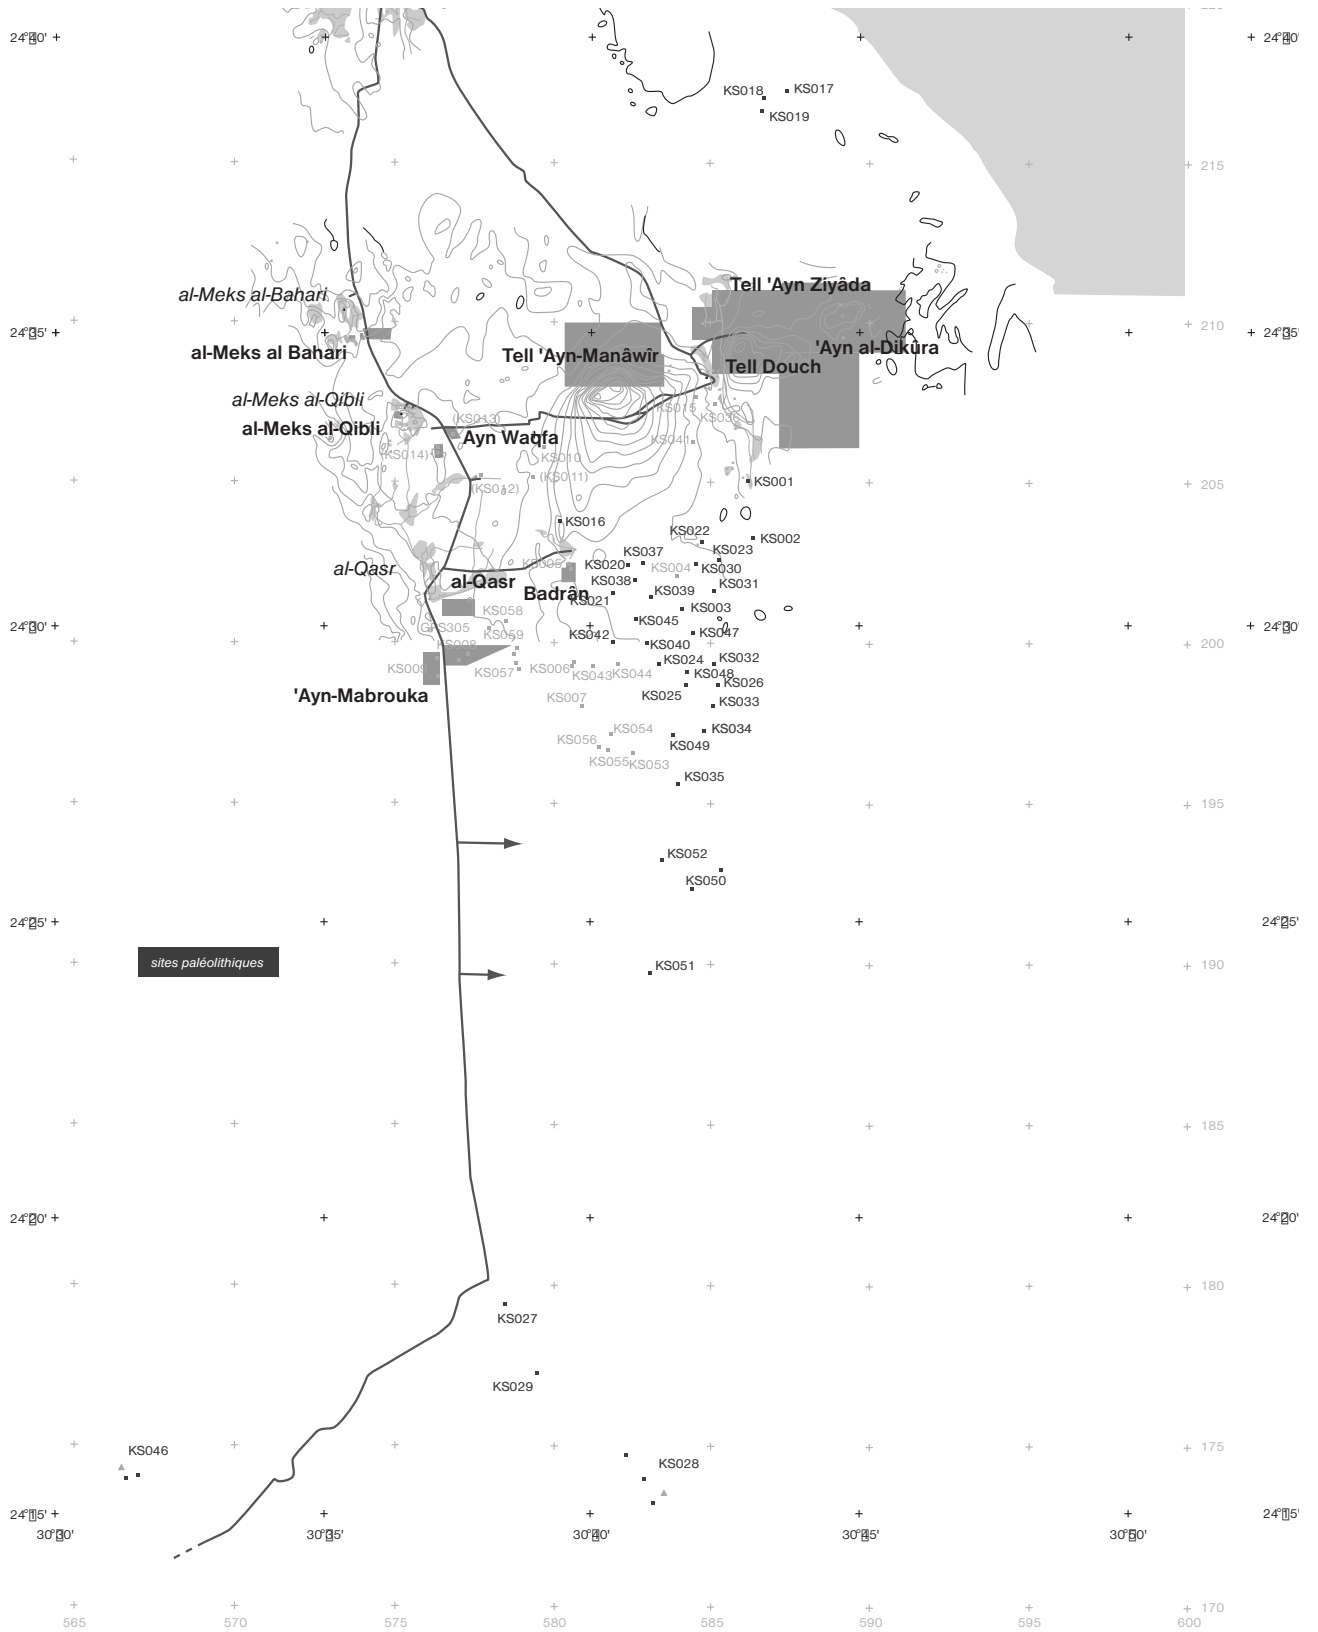 24° 40'
24° 40'
KS018
KS017
KS019
215
al-Meks al-Bahari
Tell 'Ayn Ziyâda
210
24° 35'
24° 35'
al-Meks al Bahari
Tell 'Ayn-Manâwîr
'Ayn al-Dikûra
Tell Douch
al-Meks al-Qibli
KS015
(KS013)
KS036
al-Meks al-Qibli
Ayn Waqfa
KS041
(KS014)
KS010
(KS011)
KS001
(KS012)
205
KS016
KS022
KS002
KS037
KS023
KS005
KS020
KS004
KS030
al-Qasr
al-Qasr
KS038
KS031
Badrân
KS039
KS021
KS058
KS003
GPS305
KS045
24° 30'
24° 30'
KS059
KS042
KS047
KS008
KS040
200
KS009
KS057
KS006
KS043
KS044
KS024
KS032
KS048
KS026
'Ayn-Mabrouka
KS007
KS025
KS033
KS054
KS034
KS056
KS049
KS055
KS053
KS035
195
KS052
KS050
24° 25'
24° 25'
sites paléolithiques
KS051
190
185
24° 20'
24° 20'
180
KS027
KS029
KS046
175
KS028
24° 15'
24° 15'
30° 30'
30° 35'
30° 40'
30° 45'
30° 50'
170
565
570
575
580
585
590
595
600